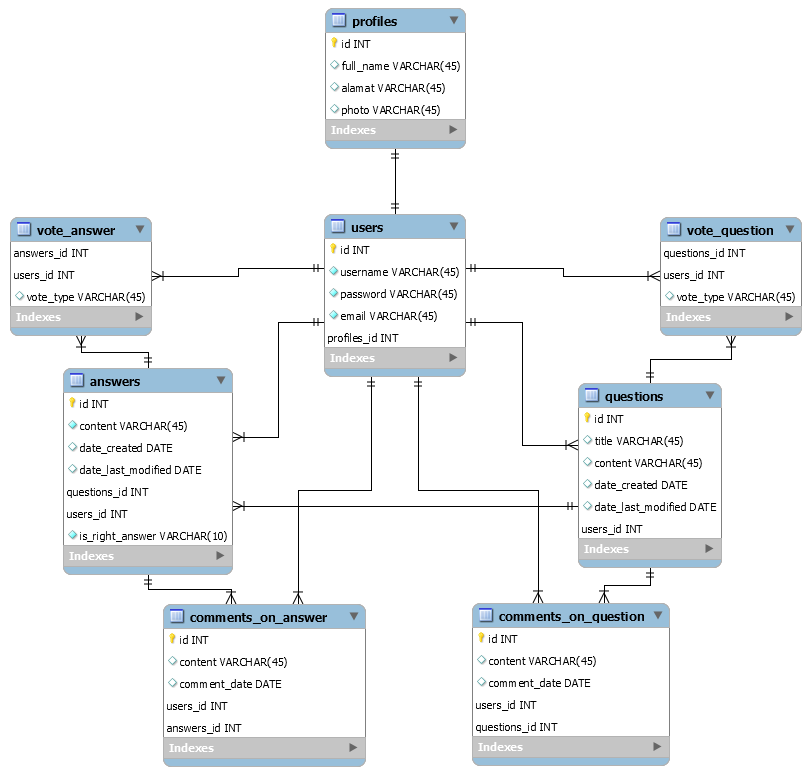 profiles
id INT
full_name VARCHAR(45)
alamat VARCHAR(45)
photo VARCHAR(45)
Indexes
vote_answer
answers_id INT
users_id INT
vote_type VARCHAR(45)
Indexes
users
id INT
username VARCHAR(45)
password VARCHAR(45)
email VARCHAR(45)
profiles_id INT
Indexes
vote_question
questions_id INT
users_id INT
vote_type VARCHAR(45)
Indexes
answers
id INT
content VARCHAR(45)
date_created DATE
date_last_modified DATE
questions_id INT
users_id INT
is_right_answer VARCHAR(10)
Indexes
questions
id INT
title VARCHAR(45)
content VARCHAR(45)
date_created DATE
date_last_modified DATE
users_id INT
Indexes
comments_on_answer
id INT
content VARCHAR(45)
comment_date DATE
users_id INT
answers_id INT
Indexes
comments_on_question
id INT
content VARCHAR(45)
comment_date DATE
users_id INT
questions_id INT
Indexes